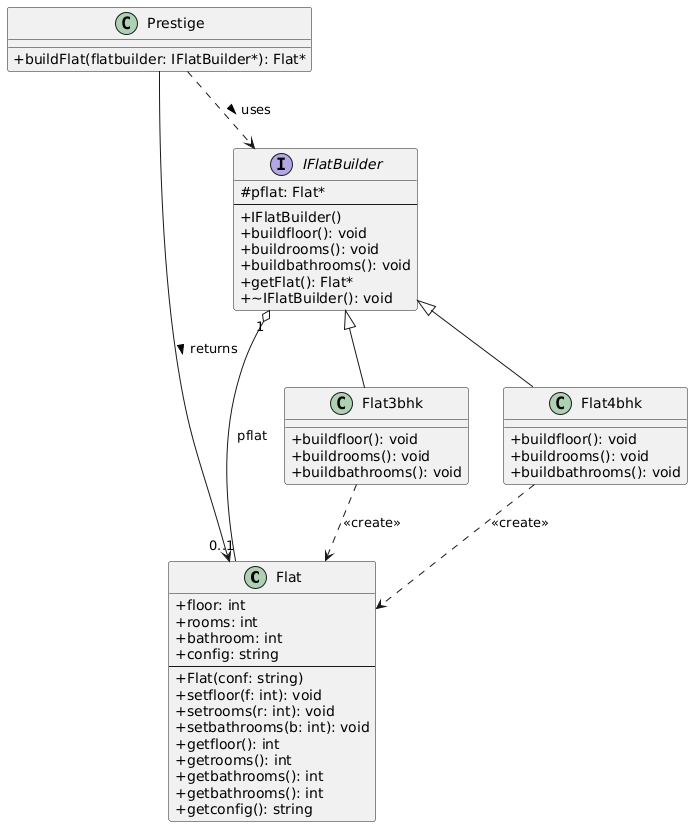 C Prestige
+buildFlat(flatbuilder: IFlatBuilder*): Flat*
uses
I IFlatBuilder
#pflat: Flat*
+IFlatBuilder()
+buildfloor(): void
+buildrooms(): void
+buildbathrooms(): void
+getFlat(): Flat*
+~IFlatBuilder(): void
1
returns
C Flat3bhk
+buildfloor(): void
+buildrooms(): void
+buildbathrooms(): void
C Flat4bhk
+buildfloor(): void
+buildrooms(): void
+buildbathrooms(): void
pflat
«create»
«create»
0..1
C Flat
+floor: int
+rooms: int
+bathroom: int
+config: string
+Flat(conf: string)
+setfloor(f: int): void
+setrooms(r: int): void
+setbathrooms(b: int): void
+getfloor(): int
+getrooms(): int
+getbathrooms(): int
+getbathrooms(): int
+getconfig(): string